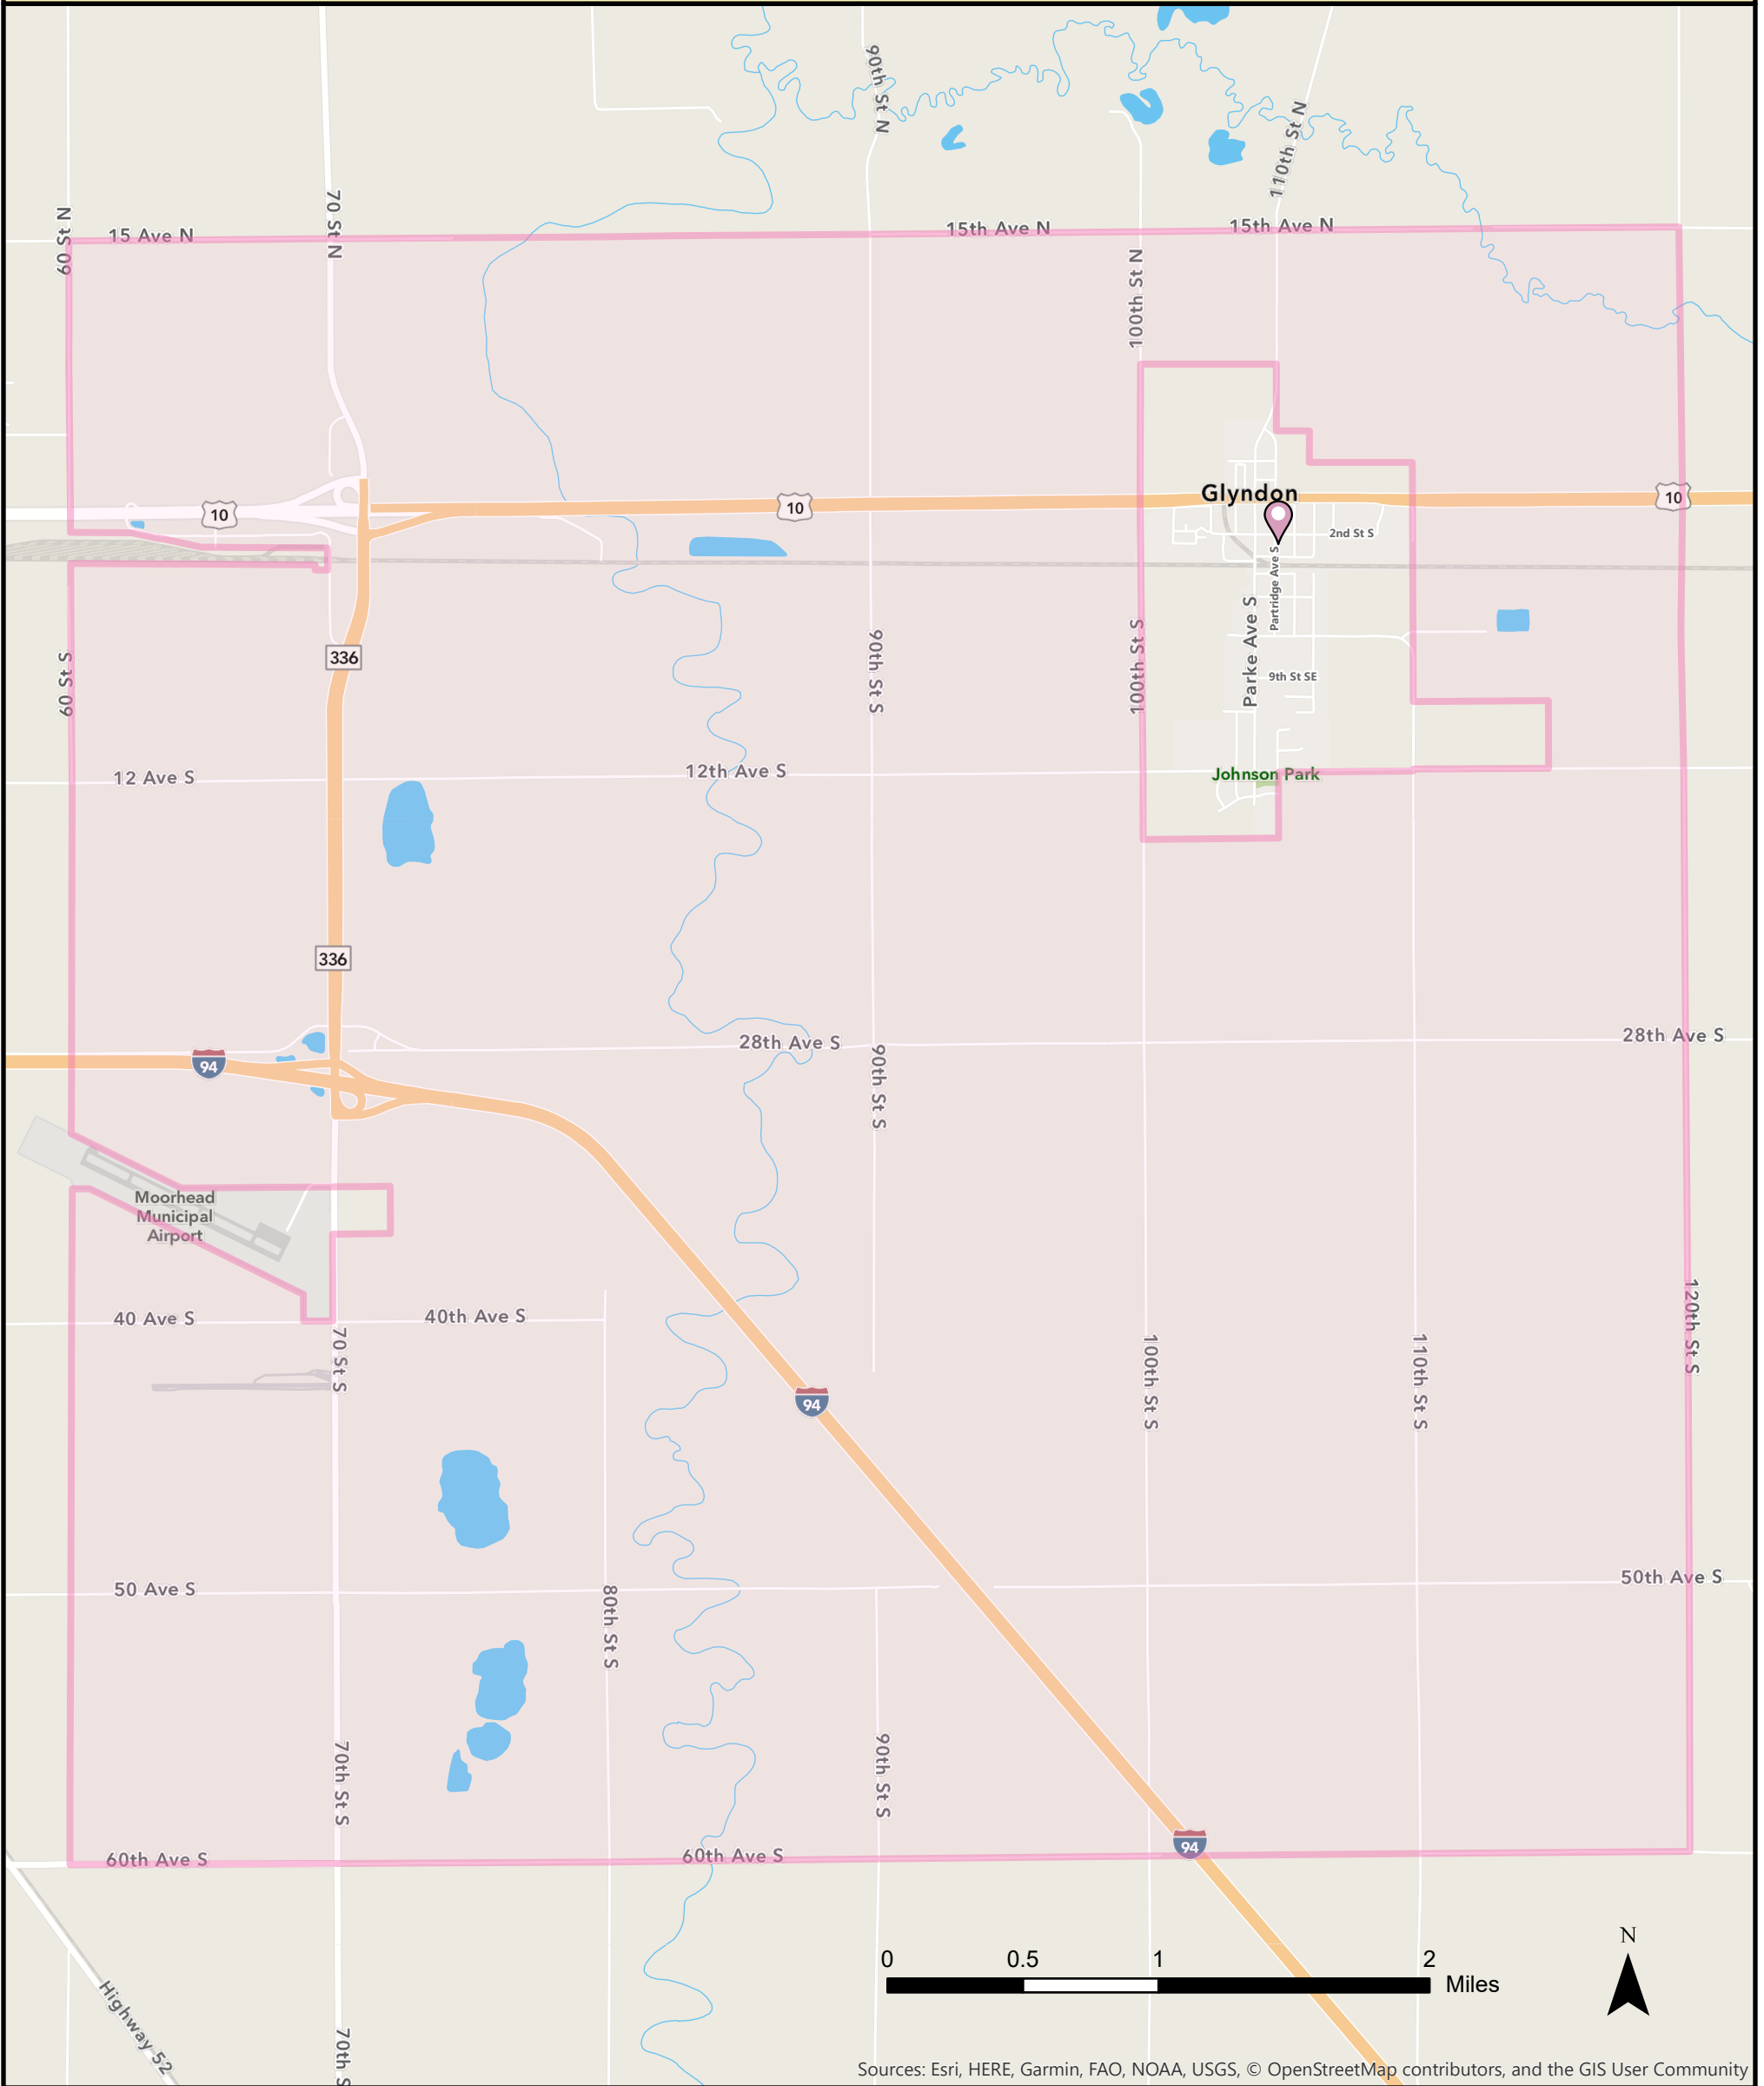 90th St N
110th St N
60 St N
70 St N
15 Ave N
15th Ave N
15th Ave N
100th St N
10
10
10
Glyndon
2nd St S
Partridge Ave S
Parke Ave S
9th St SE
336
60 St S
90th St S
100th St S
12 Ave S
12th Ave S
Johnson Park
336
28th Ave S
28th Ave S
94
90th St S
Moorhead
Municipal
Airport
40 Ave S
40th Ave S
70 St S
120th St S
100th St S
110th St S
94
50 Ave S
50th Ave S
80th St S
70th St S
90th St S
94
60th Ave S
60th Ave S
Highway 52
70th S
0 0.5 1 2
Miles
N
Sources: Esri, HERE, Garmin, FAO, NOAA, USGS, © OpenStreetMap contributors, and the GIS User Community